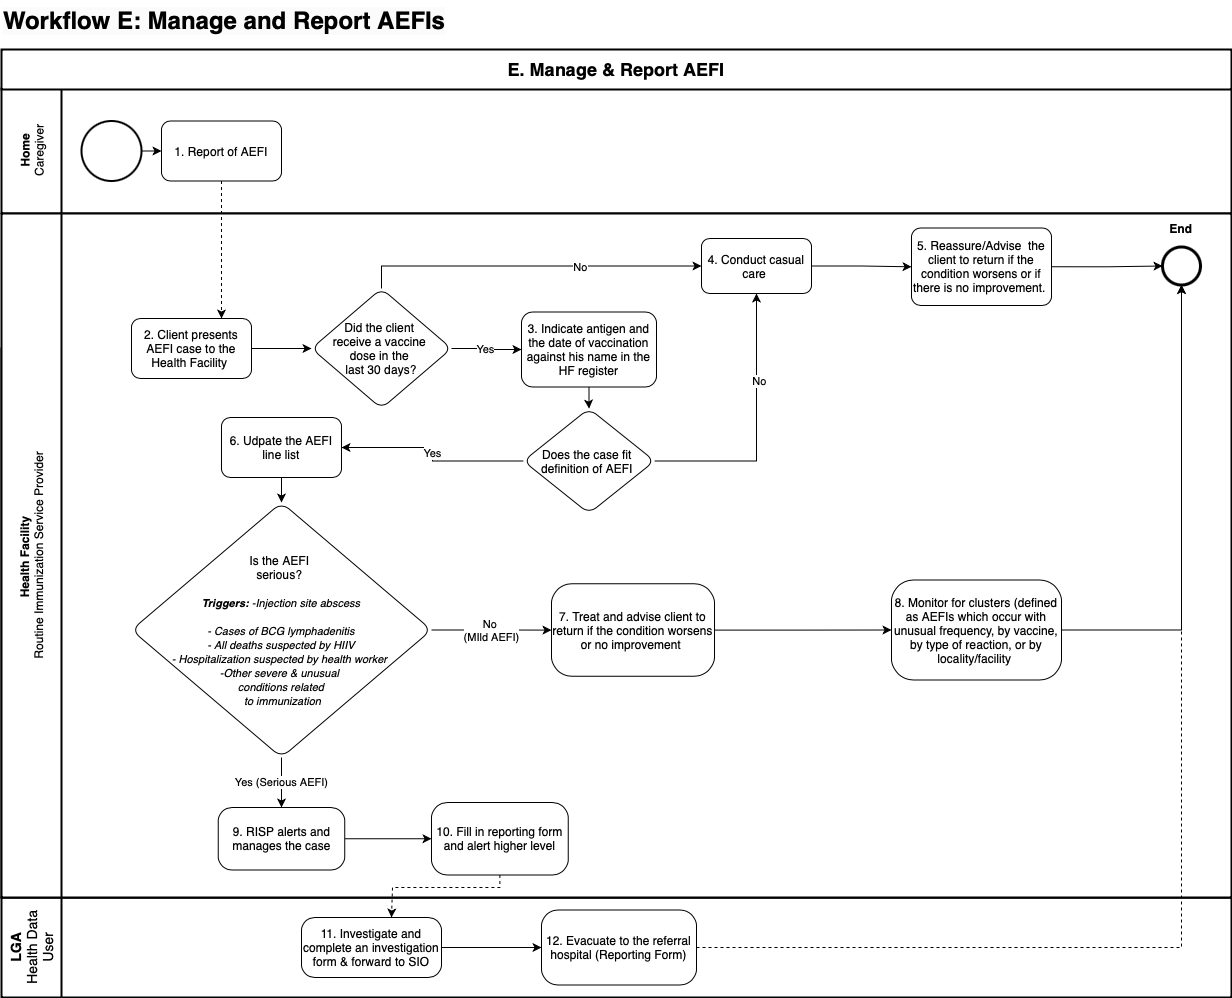 Workflow E: Manage and Report AEFIs
E. Manage & Report AEFI
Home
Caregiver
1. Report of AEFI
Health Facility
Routine Immunization Service Provider
2. Client presents
AEFI case to the
Health Facility
Did the client
receive a vaccine
dose in the
last 30 days?
No
Yes
3. Indicate antigen and
the date of vaccination
against his name in the
HF register
4. Conduct casual
care
5. Reassure/Advise the
client to return if the
condition worsens or if
there is no improvement.
End
Does the case fit
definition of AEFI
No
Yes
6. Udpate the AEFI
line list
Is the AEFI
serious?
Triggers: -Injection site abscess
- Cases of BCG lymphadenitis
- All deaths suspected by HIIV
- Hospitalization suspected by health worker
-Other severe & unusual
conditions related
to immunization
No
(MIld AEFI)
7. Treat and advise client to
return if the condition worsens
or no improvement
8. Monitor for clusters (defined
as AEFIs which occur with
unusual frequency, by vaccine,
by type of reaction, or by
locality/facility
Yes (Serious AEFI)
9. RISP alerts and
manages the case
10. Fill in reporting form
and alert higher level
LGA
Health Data
User
11. Investigate and
complete an investigation
form & forward to SIO
12. Evacuate to the referral
hospital (Reporting Form)